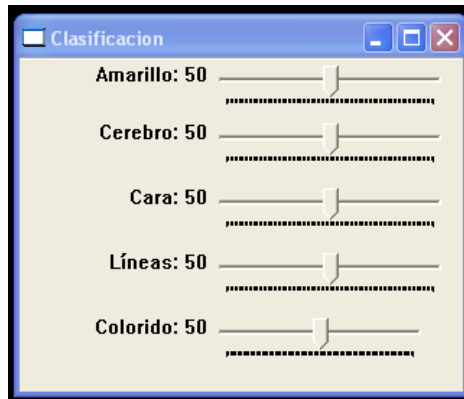 Clasificacion
Amarillo: 50
Cerebro: 50
Cara: 50
Líneas: 50
Colorido: 50